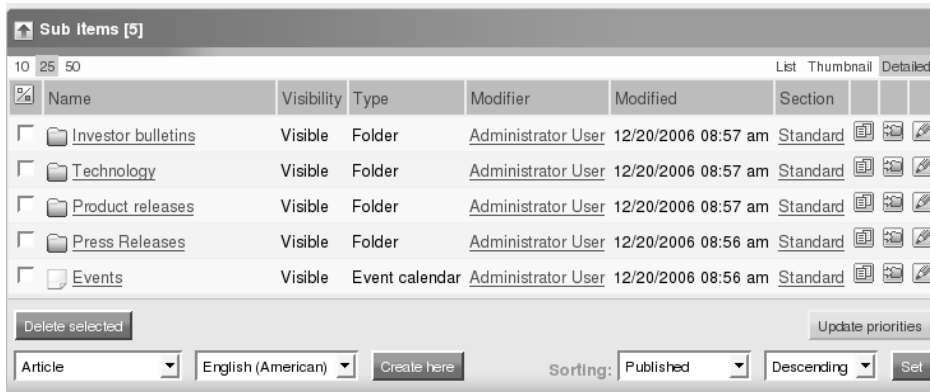 Sub items [5]
10 25 50 List Thumbnail Detailed
Name Visibility Type Modifier Modified Section
Investor bulletins Visible Folder Administrator User 12/20/2006 08:57 am Standard
Technology Visible Folder Administrator User 12/20/2006 08:57 am Standard
Product releases Visible Folder Administrator User 12/20/2006 08:57 am Standard
Press Releases Visible Folder Administrator User 12/20/2006 08:56 am Standard
Events Visible Event calendar Administrator User 12/20/2006 08:56 am Standard
Delete selected Update priorities
Article English (American) Create here Sorting: Published Descending Set